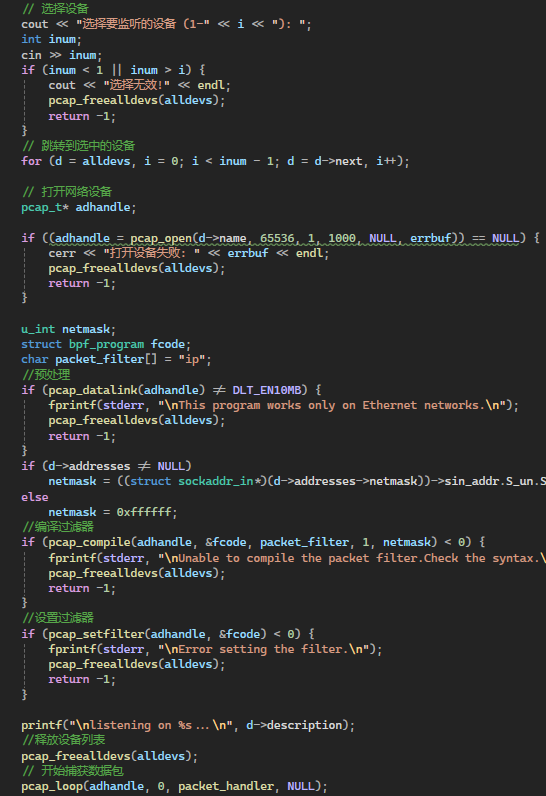 // 选择设备
cout << "选择要监听的设备 (1-" << i << "): ";
int inum;
cin >> inum;
if (inum < 1 || inum > i) {
    cout << "选择无效!" << endl;
    pcap_freealldevs(alldevs);
    return -1;
}
// 跳转到选中的设备
for (d = alldevs, i = 0; i < inum - 1; d = d->next, i++);

// 打开网络设备
pcap_t* adhandle;

if ((adhandle = pcap_open(d->name, 65536, 1, 1000, NULL, errbuf)) == NULL) {
    cerr << "打开设备失败: " << errbuf << endl;
    pcap_freealldevs(alldevs);
    return -1;
}

u_int netmask;
struct bpf_program fcode;
char packet_filter[] = "ip";
//预处理
if (pcap_datalink(adhandle) != DLT_EN10MB) {
    fprintf(stderr, "\nThis program works only on Ethernet networks.\n");
    pcap_freealldevs(alldevs);
    return -1;
}
if (d->addresses != NULL)
    netmask = ((struct sockaddr_in*)(d->addresses->netmask))->sin_addr.S_un.S
else
    netmask = 0xffffff;
//编译过滤器
if (pcap_compile(adhandle, &fcode, packet_filter, 1, netmask) < 0) {
    fprintf(stderr, "\nUnable to compile the packet filter.Check the syntax.\
    pcap_freealldevs(alldevs);
    return -1;
}
//设置过滤器
if (pcap_setfilter(adhandle, &fcode) < 0) {
    fprintf(stderr, "\nError setting the filter.\n");
    pcap_freealldevs(alldevs);
    return -1;
}

printf("\nlistening on %s...\n", d->description);
//释放设备列表
pcap_freealldevs(alldevs);
// 开始捕获数据包
pcap_loop(adhandle, 0, packet_handler, NULL);